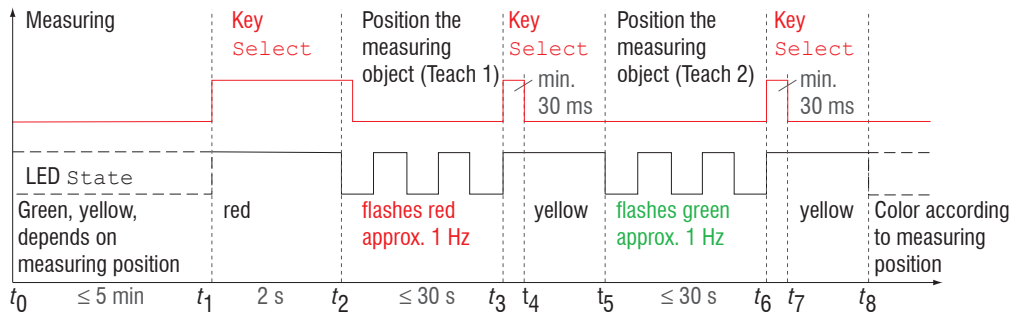 Measuring
Key
Select
Position the
measuring
object (Teach 1)
Key
Select
min.
30 ms
Position the
measuring
object (Teach 2)
Key
Select
min.
30 ms
LED State
Green, yellow,
depends on
measuring position
red
flashes red
approx. 1 Hz
yellow
flashes green
approx. 1 Hz
yellow
Color according
to measuring
position
t0 ≤ 5 min t1 2 s t2 ≤ 30 s t3 t4 t5 ≤ 30 s t6 t7 t8